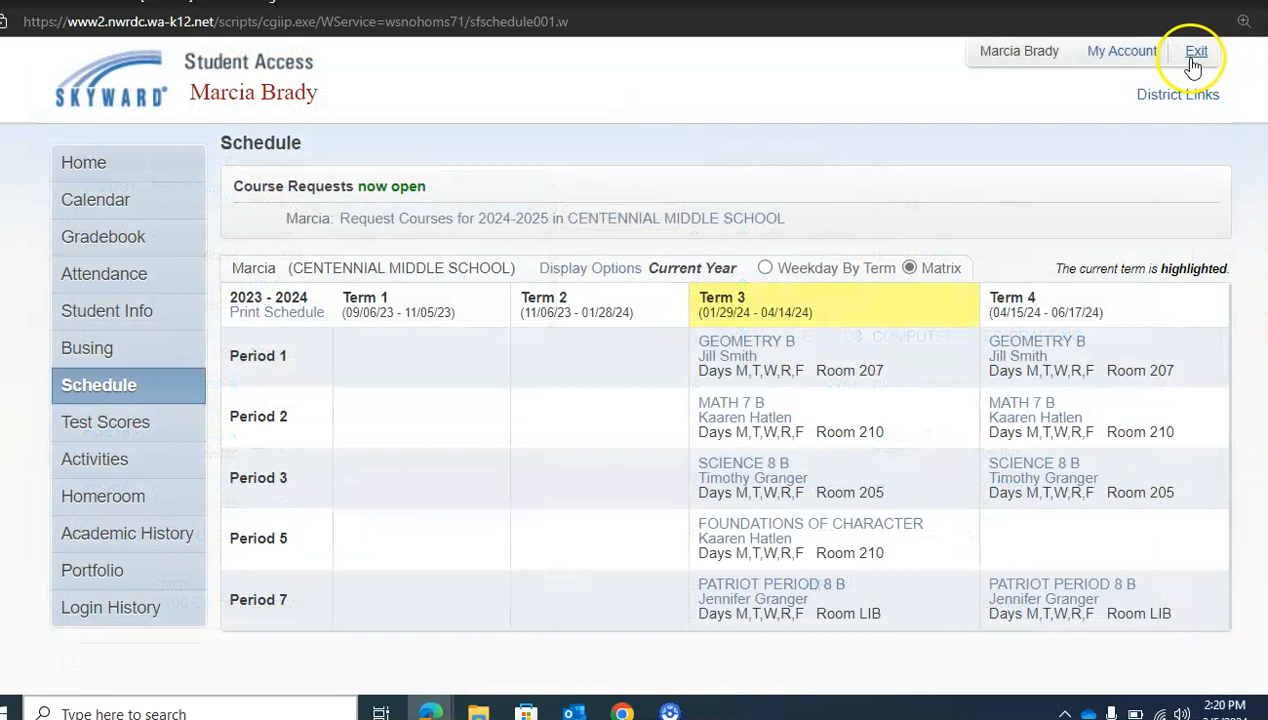 https://www2.nwrdc.wa-k12.net/scripts/cgiip.exe/WService=wsnohoms71/sfschedule001.w
SKYWARD®
Student Access
Marcia Brady
Marcia Brady
My Account
Exit
District Links
Home
Calendar
Gradebook
Attendance
Student Info
Busing
Schedule
Test Scores
Activities
Homeroom
Academic History
Portfolio
Login History
Schedule
Course Requests now open
Marcia: Request Courses for 2024-2025 in CENTENNIAL MIDDLE SCHOOL
Marcia (CENTENNIAL MIDDLE SCHOOL) Display Options Current Year Weekday By Term Matrix
The current term is highlighted.
2023 - 2024 Term 1 Term 2 Term 3 Term 4
Print Schedule (09/06/23 - 11/05/23) (11/06/23 - 01/28/24) (01/29/24 - 04/14/24) (04/15/24 - 06/17/24)
Period 1
GEOMETRY B
Jill Smith
Days M,T,W,R,F Room 207
GEOMETRY B
Jill Smith
Days M,T,W,R,F Room 207
Period 2
MATH 7 B
Kaaren Hatlen
Days M,T,W,R,F Room 210
MATH 7 B
Kaaren Hatlen
Days M,T,W,R,F Room 210
Period 3
SCIENCE 8 B
Timothy Granger
Days M,T,W,R,F Room 205
SCIENCE 8 B
Timothy Granger
Days M,T,W,R,F Room 205
Period 5
FOUNDATIONS OF CHARACTER
Kaaren Hatlen
Days M,T,W,R,F Room 210
Period 7
PATRIOT PERIOD 8 B
Jennifer Granger
Days M,T,W,R,F Room LIB
PATRIOT PERIOD 8 B
Jennifer Granger
Days M,T,W,R,F Room LIB
Type here to search
2:20 PM